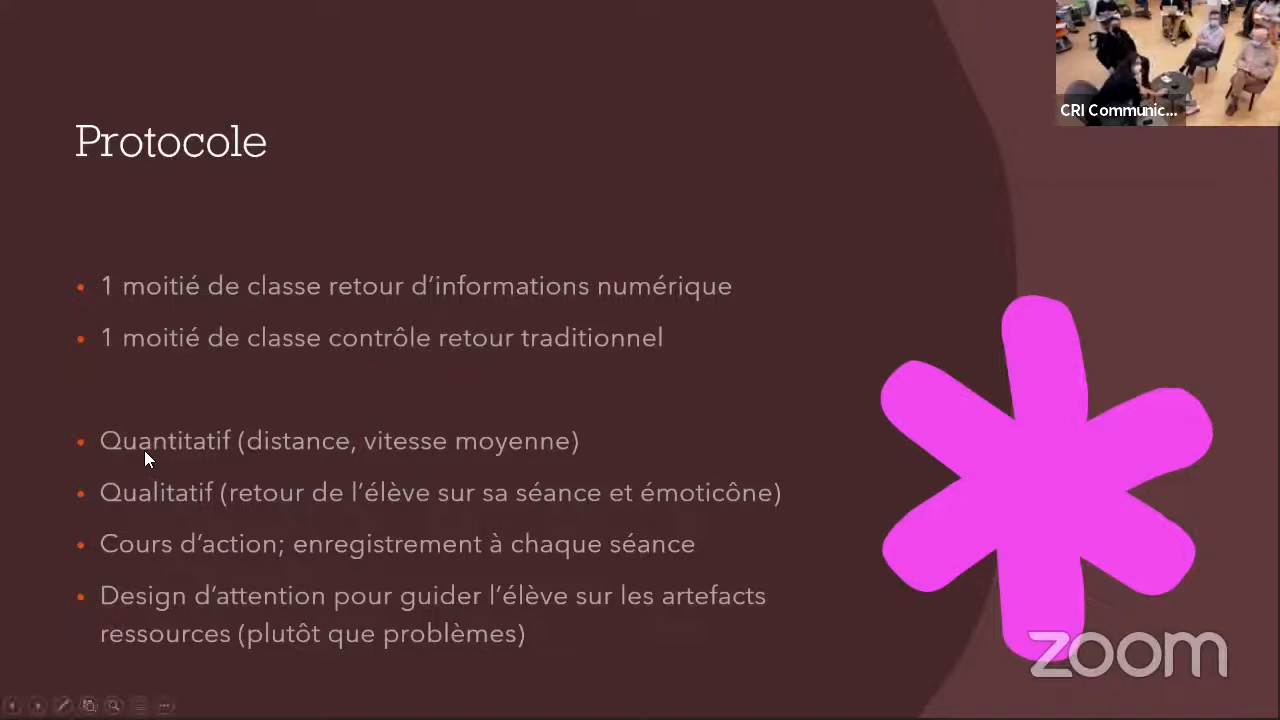 CRI Communic...
Protocole
1 moitié de classe retour d’informations numérique
1 moitié de classe contrôle retour traditionnel
Quantitatif (distance, vitesse moyenne)
Qualitatif (retour de l’élève sur sa séance et émoticône)
Cours d’action; enregistrement à chaque séance
Design d’attention pour guider l’élève sur les artefacts
ressources (plutôt que problèmes)
zoom